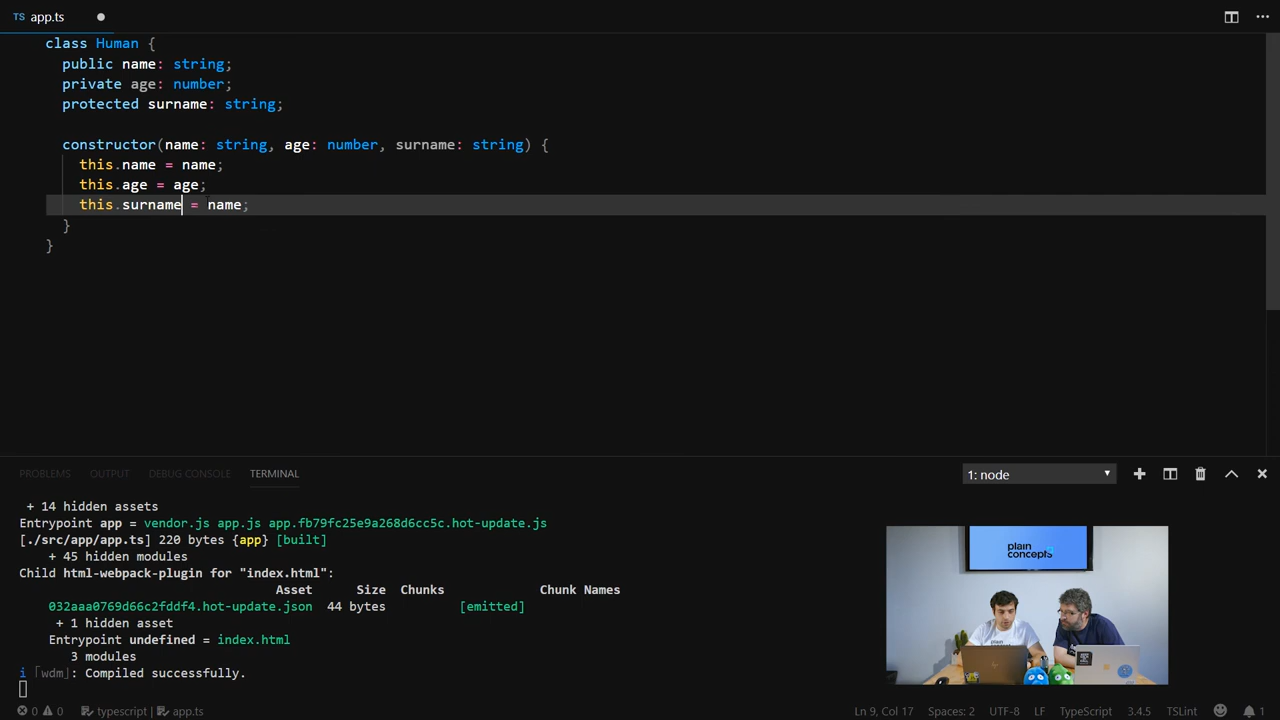 TS app.ts
class Human {
public name: string;
private age: number;
protected surname: string;
constructor(name: string, age: number, surname: string) {
this.name = name;
this.age = age;
this.surname = name;
}
}
PROBLEMS OUTPUT DEBUG CONSOLE TERMINAL 1: node
+ 14 hidden assets
Entrypoint app = vendor.js app.js app.fb79fc25e9a268d6cc5c.hot-update.js
[./src/app/app.ts] 220 bytes {app} [built]
+ 45 hidden modules
Child html-webpack-plugin for "index.html":
Asset Size Chunks Chunk Names
032aaa0769d66c2fddf4.hot-update.json 44 bytes [emitted]
+ 1 hidden asset
Entrypoint undefined = index.html
3 modules
i ｢wdm｣: Compiled successfully.
plain
concepts
plain concepts
0 0 typescript | app.ts Ln 9, Col 17 Spaces: 2 UTF-8 LF TypeScript 3.4.5 TSLint 1